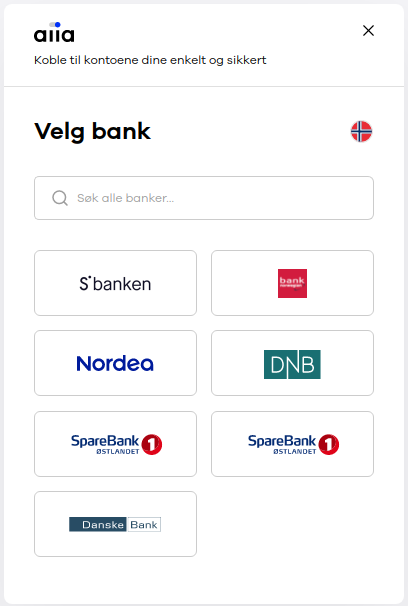 aiia
Koble til kontoene dine enkelt og sikkert
Velg bank
Søk alle banker...
S'banken
bank
norwegian
Nordea
DNB
SpareBank 1
ØSTLANDET
SpareBank 1
ØSTLANDET
Danske Bank